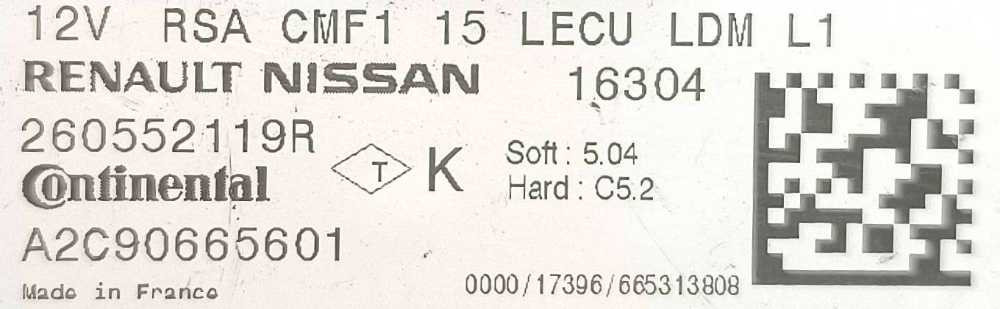 12V RSA CMF1 15 LECU LDM L1
RENAULT NISSAN 16304
260552119R
T K Soft : 5.04
Continental Hard : C5.2
A2C90665601
Made in France 0000/17396/665313808